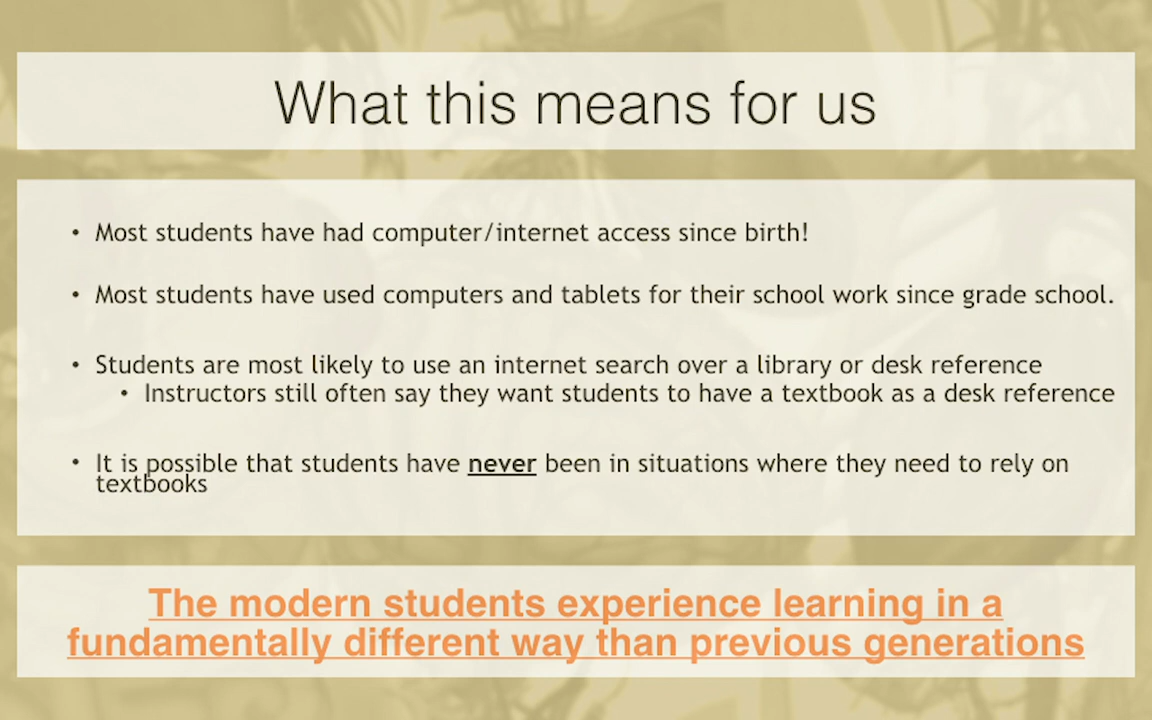 What this means for us
• Most students have had computer/internet access since birth!
• Most students have used computers and tablets for their school work since grade school.
• Students are most likely to use an internet search over a library or desk reference
• Instructors still often say they want students to have a textbook as a desk reference
• It is possible that students have never been in situations where they need to rely on
textbooks
The modern students experience learning in a
fundamentally different way than previous generations